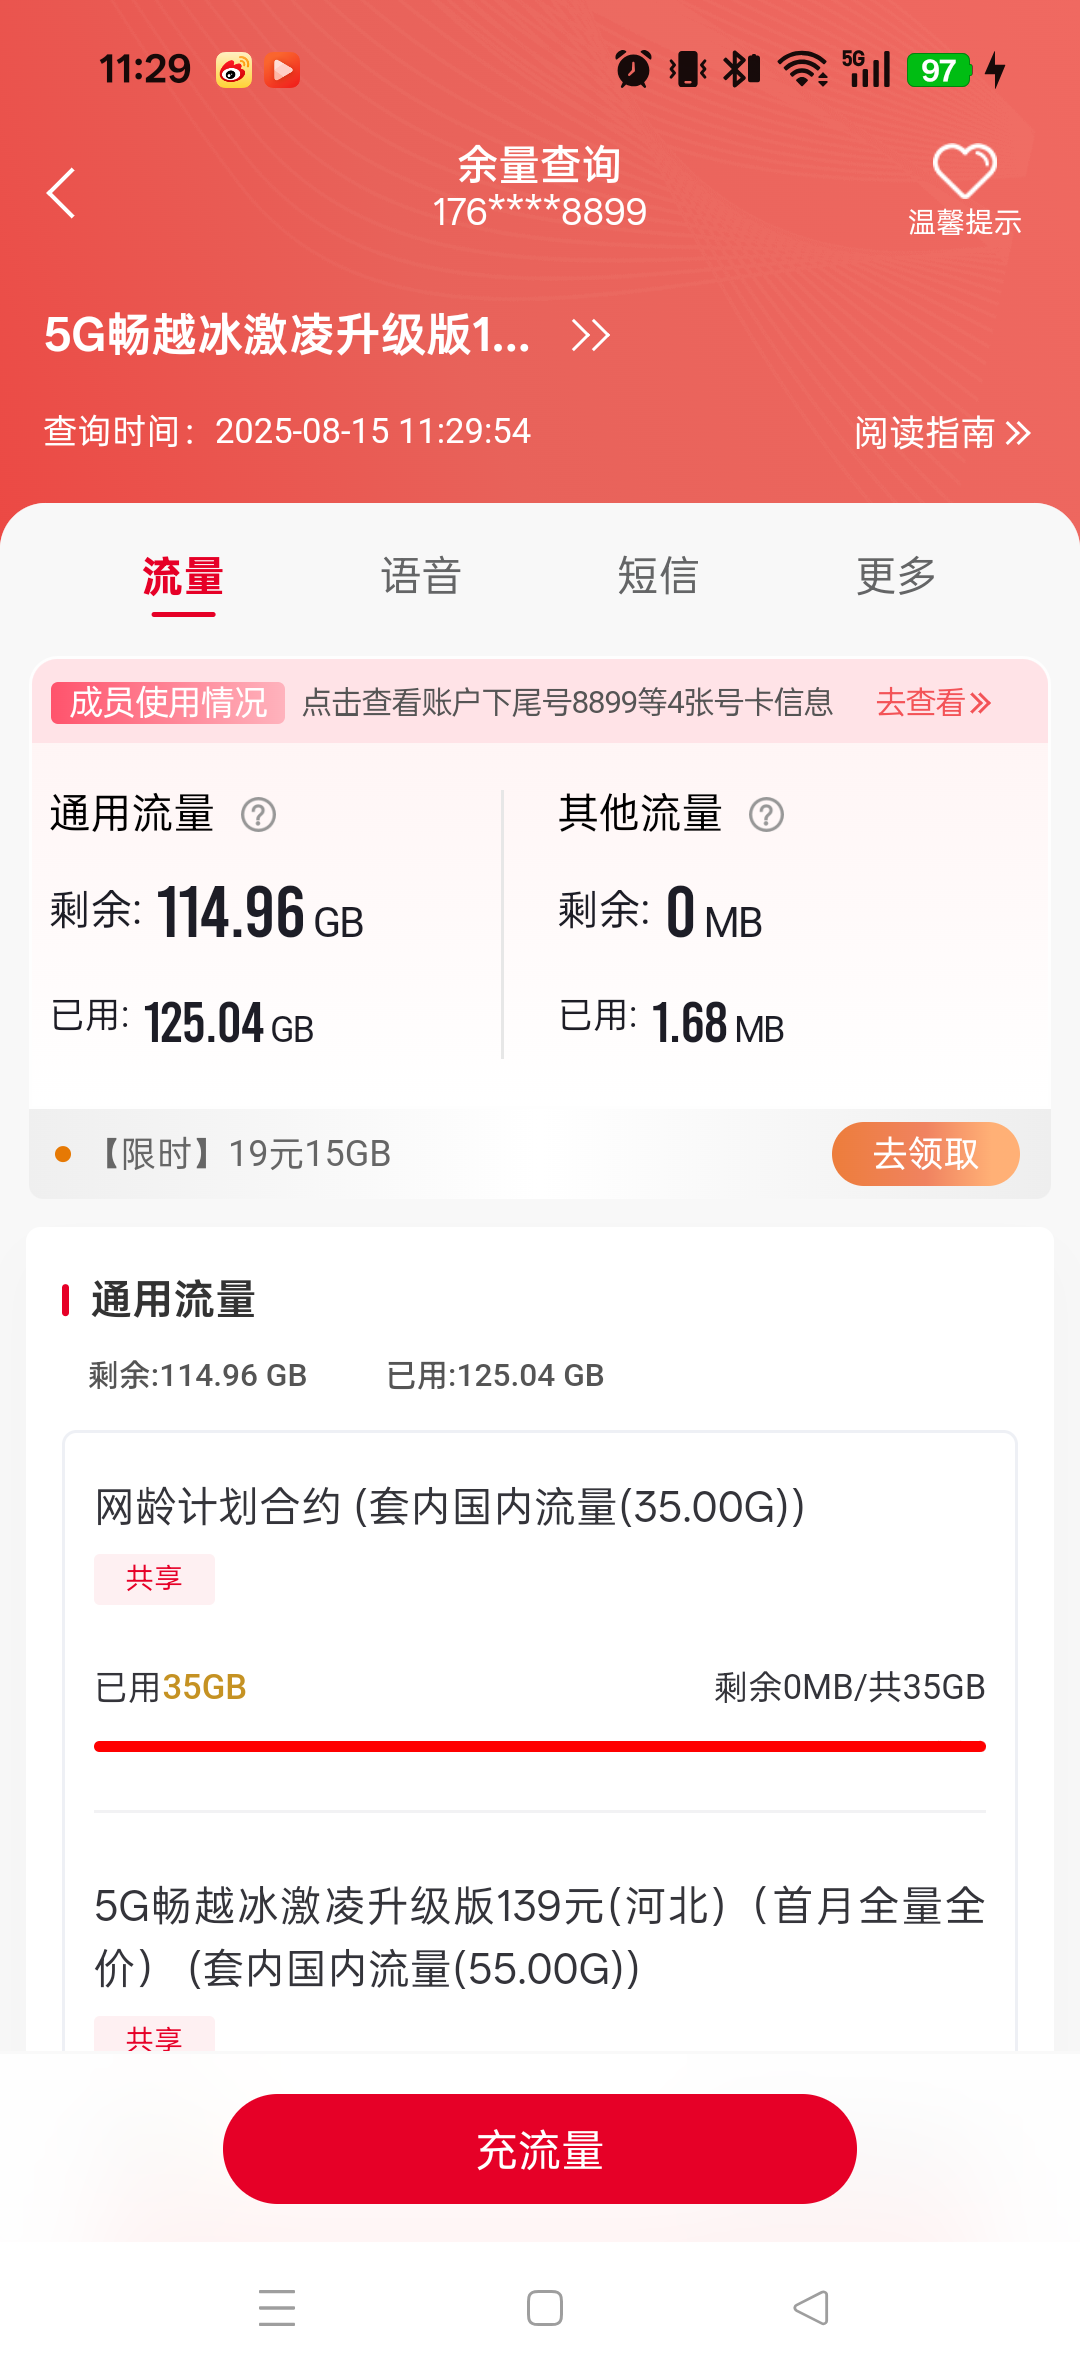 11:29
5G
97
余量查询
176****8899
温馨提示
5G畅越冰激凌升级版1...
查询时间：2025-08-15 11:29:54
阅读指南
流量 语音 短信 更多
成员使用情况 点击查看账户下尾号8899等4张号卡信息 去查看
通用流量 ? 其他流量 ?
剩余: 114.96 GB 剩余: 0 MB
已用: 125.04 GB 已用: 1.68 MB
【限时】19元15GB 去领取
通用流量
剩余:114.96 GB 已用:125.04 GB
网龄计划合约 (套内国内流量(35.00G))
共享
已用35GB 剩余0MB/共35GB
5G畅越冰激凌升级版139元(河北)（首月全量全
价） (套内国内流量(55.00G))
共享
充流量